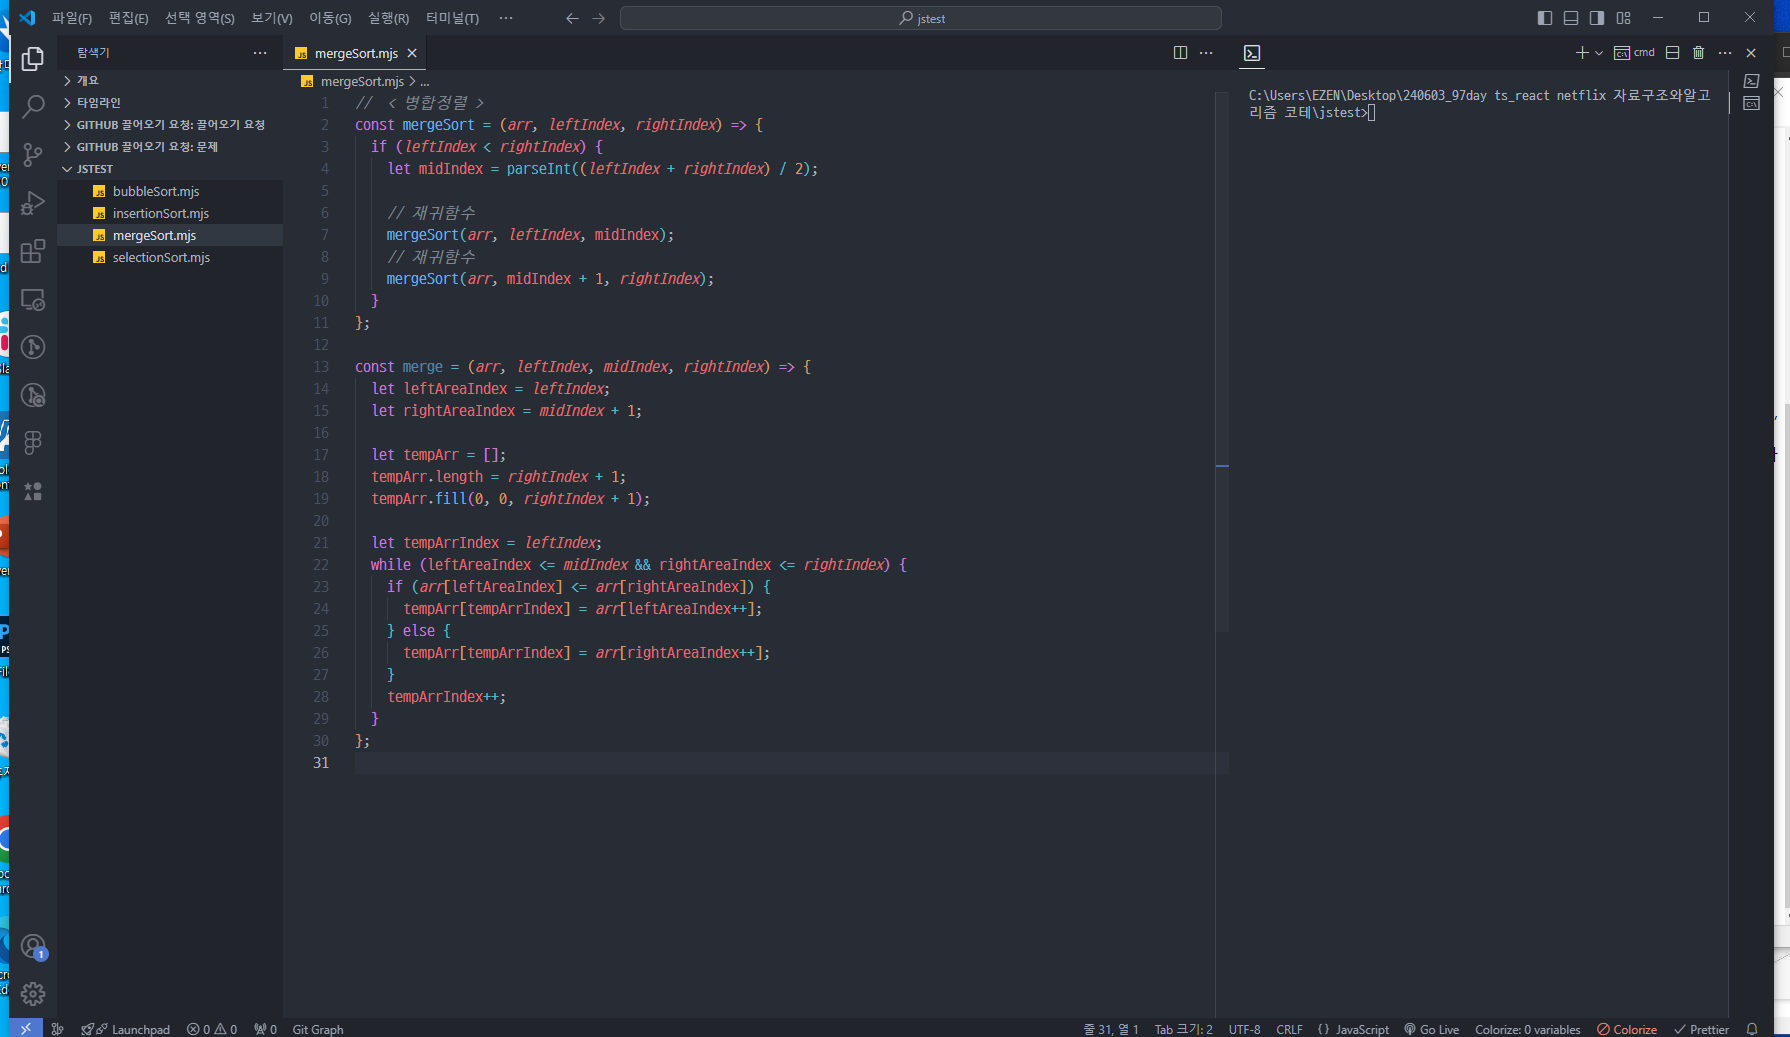 파일(F) 편집(E) 선택 영역(S) 보기(V) 이동(G) 실행(R) 터미널(T) ···
jstest
탐색기
개요
타임라인
GITHUB 끌어오기 요청: 끌어오기 요청
GITHUB 끌어오기 요청: 문제
JSTEST
JS bubbleSort.mjs
JS insertionSort.mjs
JS mergeSort.mjs
JS selectionSort.mjs
1
JS mergeSort.mjs
JS mergeSort.mjs > ...
1 // < 병합정렬 >
2 const mergeSort = (arr, leftIndex, rightIndex) => {
3 if (leftIndex < rightIndex) {
4 let midIndex = parseInt((leftIndex + rightIndex) / 2);
5
6 // 재귀함수
7 mergeSort(arr, leftIndex, midIndex);
8 // 재귀함수
9 mergeSort(arr, midIndex + 1, rightIndex);
10 }
11 };
12
13 const merge = (arr, leftIndex, midIndex, rightIndex) => {
14 let leftAreaIndex = leftIndex;
15 let rightAreaIndex = midIndex + 1;
16
17 let tempArr = [];
18 tempArr.length = rightIndex + 1;
19 tempArr.fill(0, 0, rightIndex + 1);
20
21 let tempArrIndex = leftIndex;
22 while (leftAreaIndex <= midIndex && rightAreaIndex <= rightIndex) {
23 if (arr[leftAreaIndex] <= arr[rightAreaIndex]) {
24 tempArr[tempArrIndex] = arr[leftAreaIndex++];
25 } else {
26 tempArr[tempArrIndex] = arr[rightAreaIndex++];
27 }
28 tempArrIndex++;
29 }
30 };
31
cmd
C:\Users\EZEN\Desktop\240603_97day ts_react netflix 자료구조와알고
리즘 코테\jstest>
Launchpad 0 0 0 Git Graph 줄 31, 열 1 Tab 크기: 2 UTF-8 CRLF {} JavaScript Go Live Colorize: 0 variables Colorize Prettier